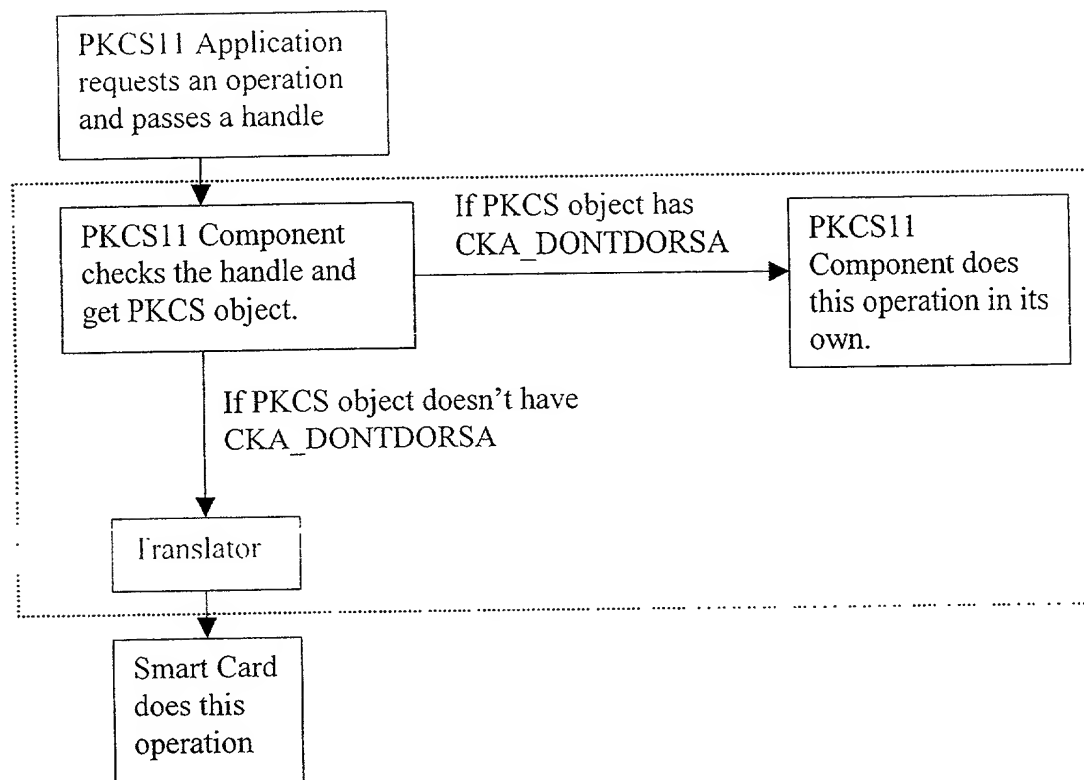 PKCS11 Application
requests an operation
and passes a handle
PKCS11 Component
checks the handle and
get PKCS object.
If PKCS object has
CKA_DONTDORSA
PKCS11
Component does
this operation in its
own.
If PKCS object doesn't have
CKA_DONTDORSA
Translator
Smart Card
does this
operation